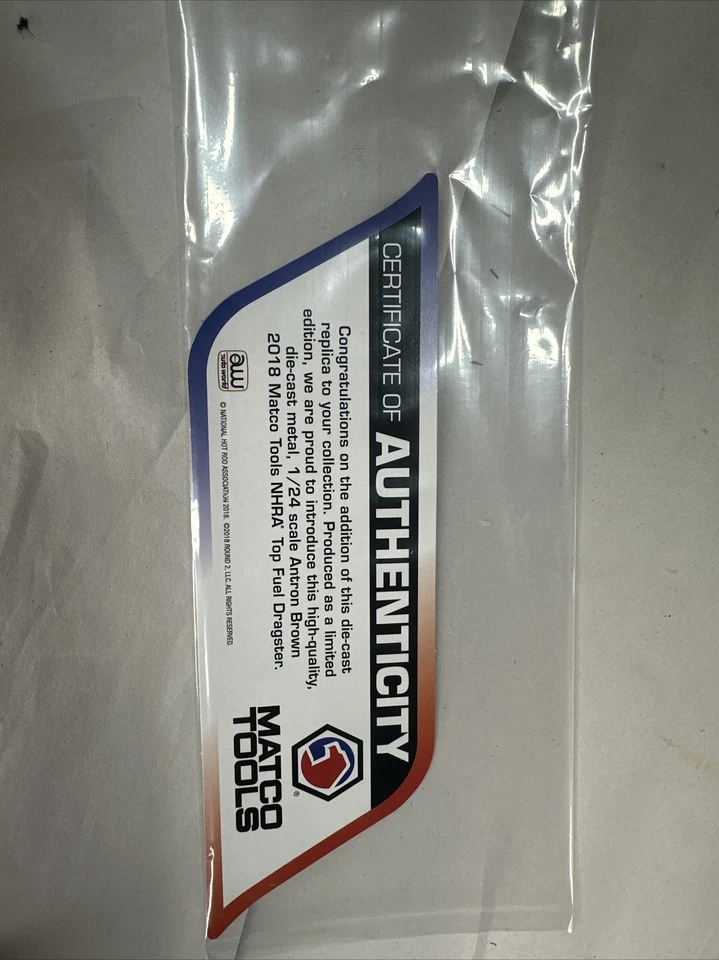 CERTIFICATE OF AUTHENTICITY
Congratulations on the addition of this die-cast
replica to your collection. Produced as a limited
edition, we are proud to introduce this high-quality,
die-cast metal, 1/24 scale Antron Brown
2018 Matco Tools NHRA® Top Fuel Dragster.
MATCO
TOOLS®
aw
auto world
© NATIONAL HOT ROD ASSOCIATION 2018. ©2018 ROUND 2, LLC. ALL RIGHTS RESERVED.